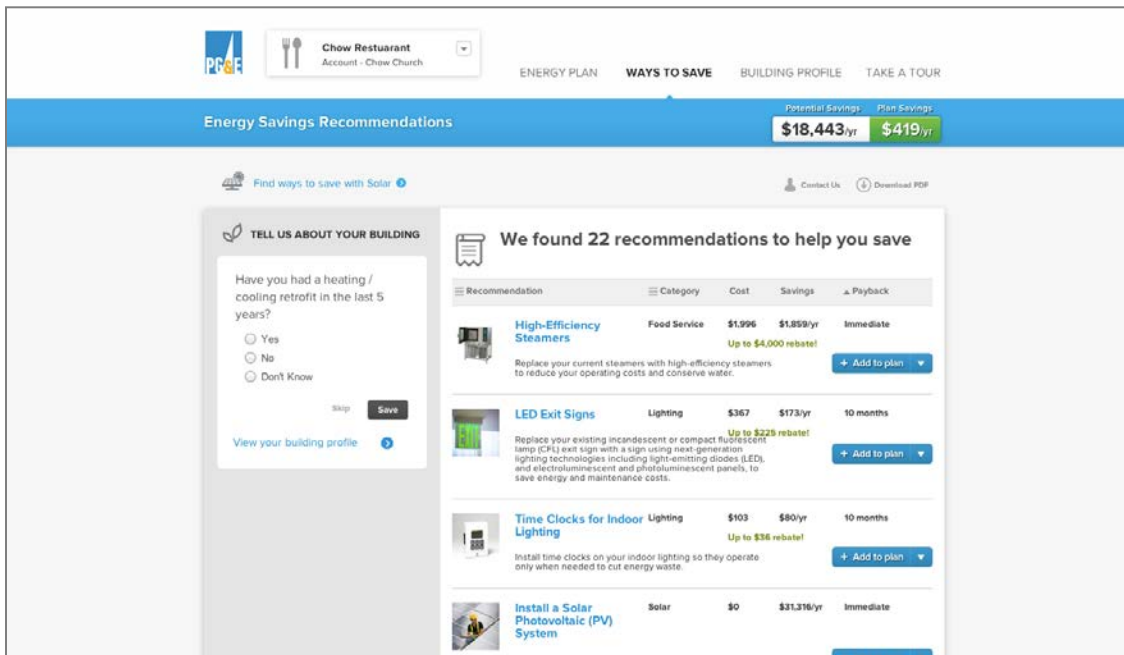 PG&E
Chow Restuarant
Account - Chow Church
ENERGY PLAN WAYS TO SAVE BUILDING PROFILE TAKE A TOUR
Energy Savings Recommendations
Potential Savings Plan Savings
$18,443/yr $419/yr
Find ways to save with Solar
Contact Us Download PDF
TELL US ABOUT YOUR BUILDING
Have you had a heating /
cooling retrofit in the last 5
years?
Yes
No
Don't Know
Skip Save
View your building profile
We found 22 recommendations to help you save
Recommendation Category Cost Savings Payback
High-Efficiency
Steamers
Food Service $1,996 $1,859/yr Immediate
Up to $4,000 rebate!
Replace your current steamers with high-efficiency steamers
to reduce your operating costs and conserve water.
+ Add to plan
LED Exit Signs Lighting $367 $173/yr 10 months
Up to $225 rebate!
Replace your existing incandescent or compact fluorescent
lamp (CFL) exit sign with a sign using next-generation
lighting technologies including light-emitting diodes (LED),
and electroluminescent and photoluminescent panels, to
save energy and maintenance costs.
+ Add to plan
Time Clocks for Indoor
Lighting
Lighting $103 $80/yr 10 months
Up to $36 rebate!
Install time clocks on your indoor lighting so they operate
only when needed to cut energy waste.
+ Add to plan
Install a Solar
Photovoltaic (PV)
System
Solar $0 $31,316/yr Immediate